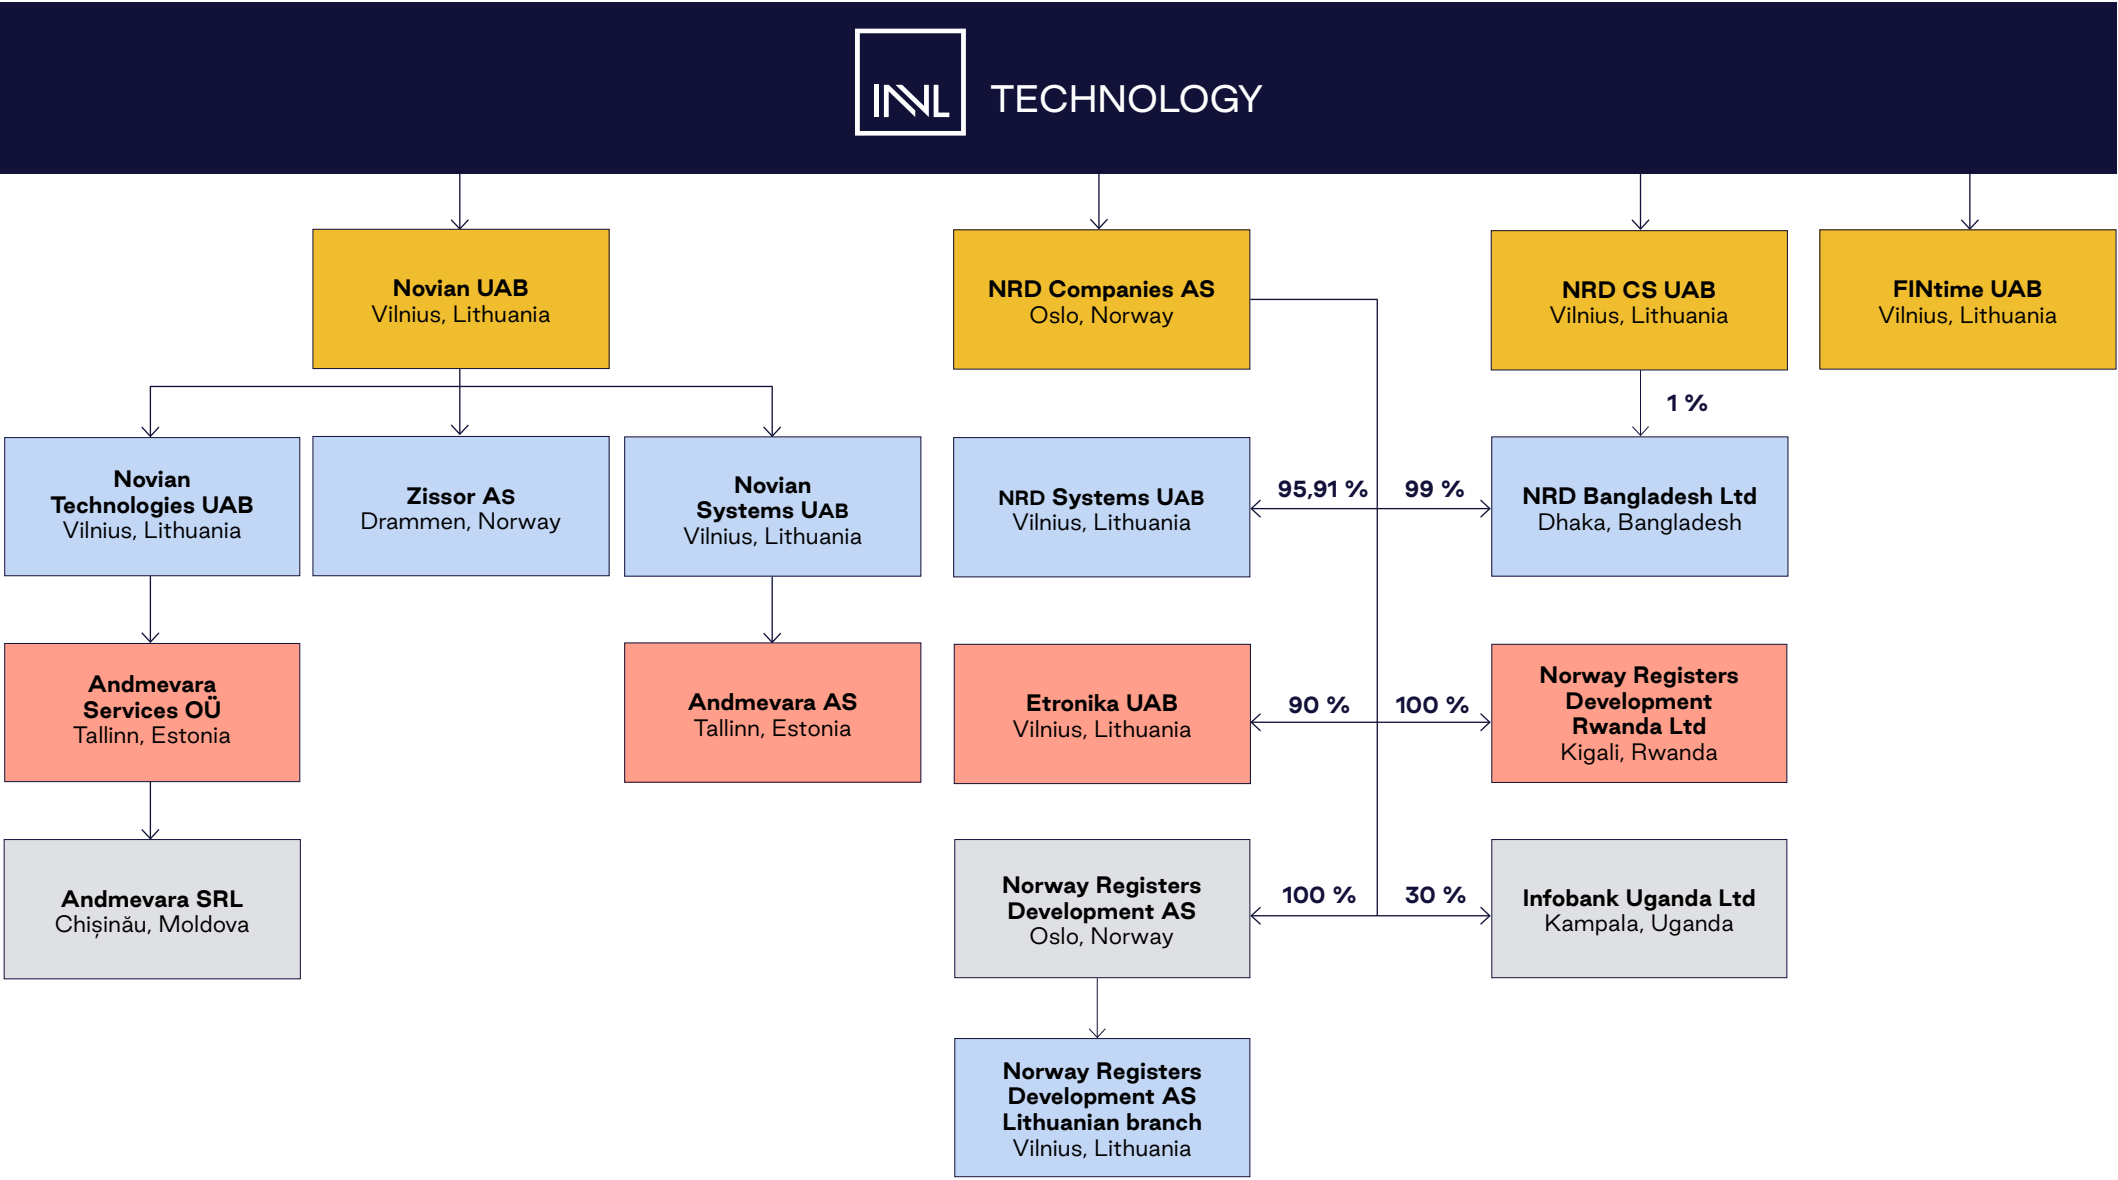 INVL TECHNOLOGY
Novian UAB
Vilnius, Lithuania
NRD Companies AS
Oslo, Norway
NRD CS UAB
Vilnius, Lithuania
FINtime UAB
Vilnius, Lithuania
1 %
Novian
Technologies UAB
Vilnius, Lithuania
Zissor AS
Drammen, Norway
Novian
Systems UAB
Vilnius, Lithuania
NRD Systems UAB
Vilnius, Lithuania
95,91 %
99 %
NRD Bangladesh Ltd
Dhaka, Bangladesh
Andmevara
Services OÜ
Tallinn, Estonia
Andmevara AS
Tallinn, Estonia
Etronika UAB
Vilnius, Lithuania
90 %
100 %
Norway Registers
Development
Rwanda Ltd
Kigali, Rwanda
Andmevara SRL
Chișinău, Moldova
Norway Registers
Development AS
Oslo, Norway
100 %
30 %
Infobank Uganda Ltd
Kampala, Uganda
Norway Registers
Development AS
Lithuanian branch
Vilnius, Lithuania